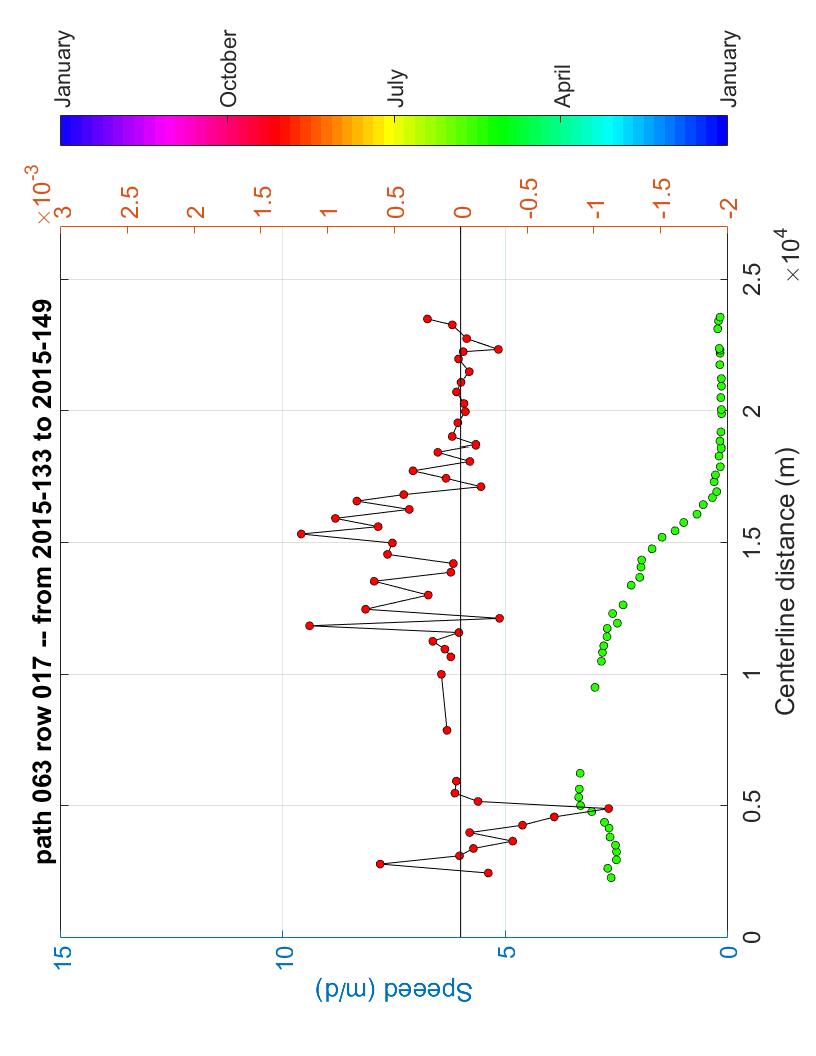 path 063 row 017 -- from 2015-133 to 2015-149
15
10
5
0
Speeed (m/d)
0
0.5
1
1.5
2
2.5
×10^4
Centerline distance (m)
×10^-3
3
2.5
2
1.5
1
0.5
0
-0.5
-1
-1.5
-2
January
October
July
April
January